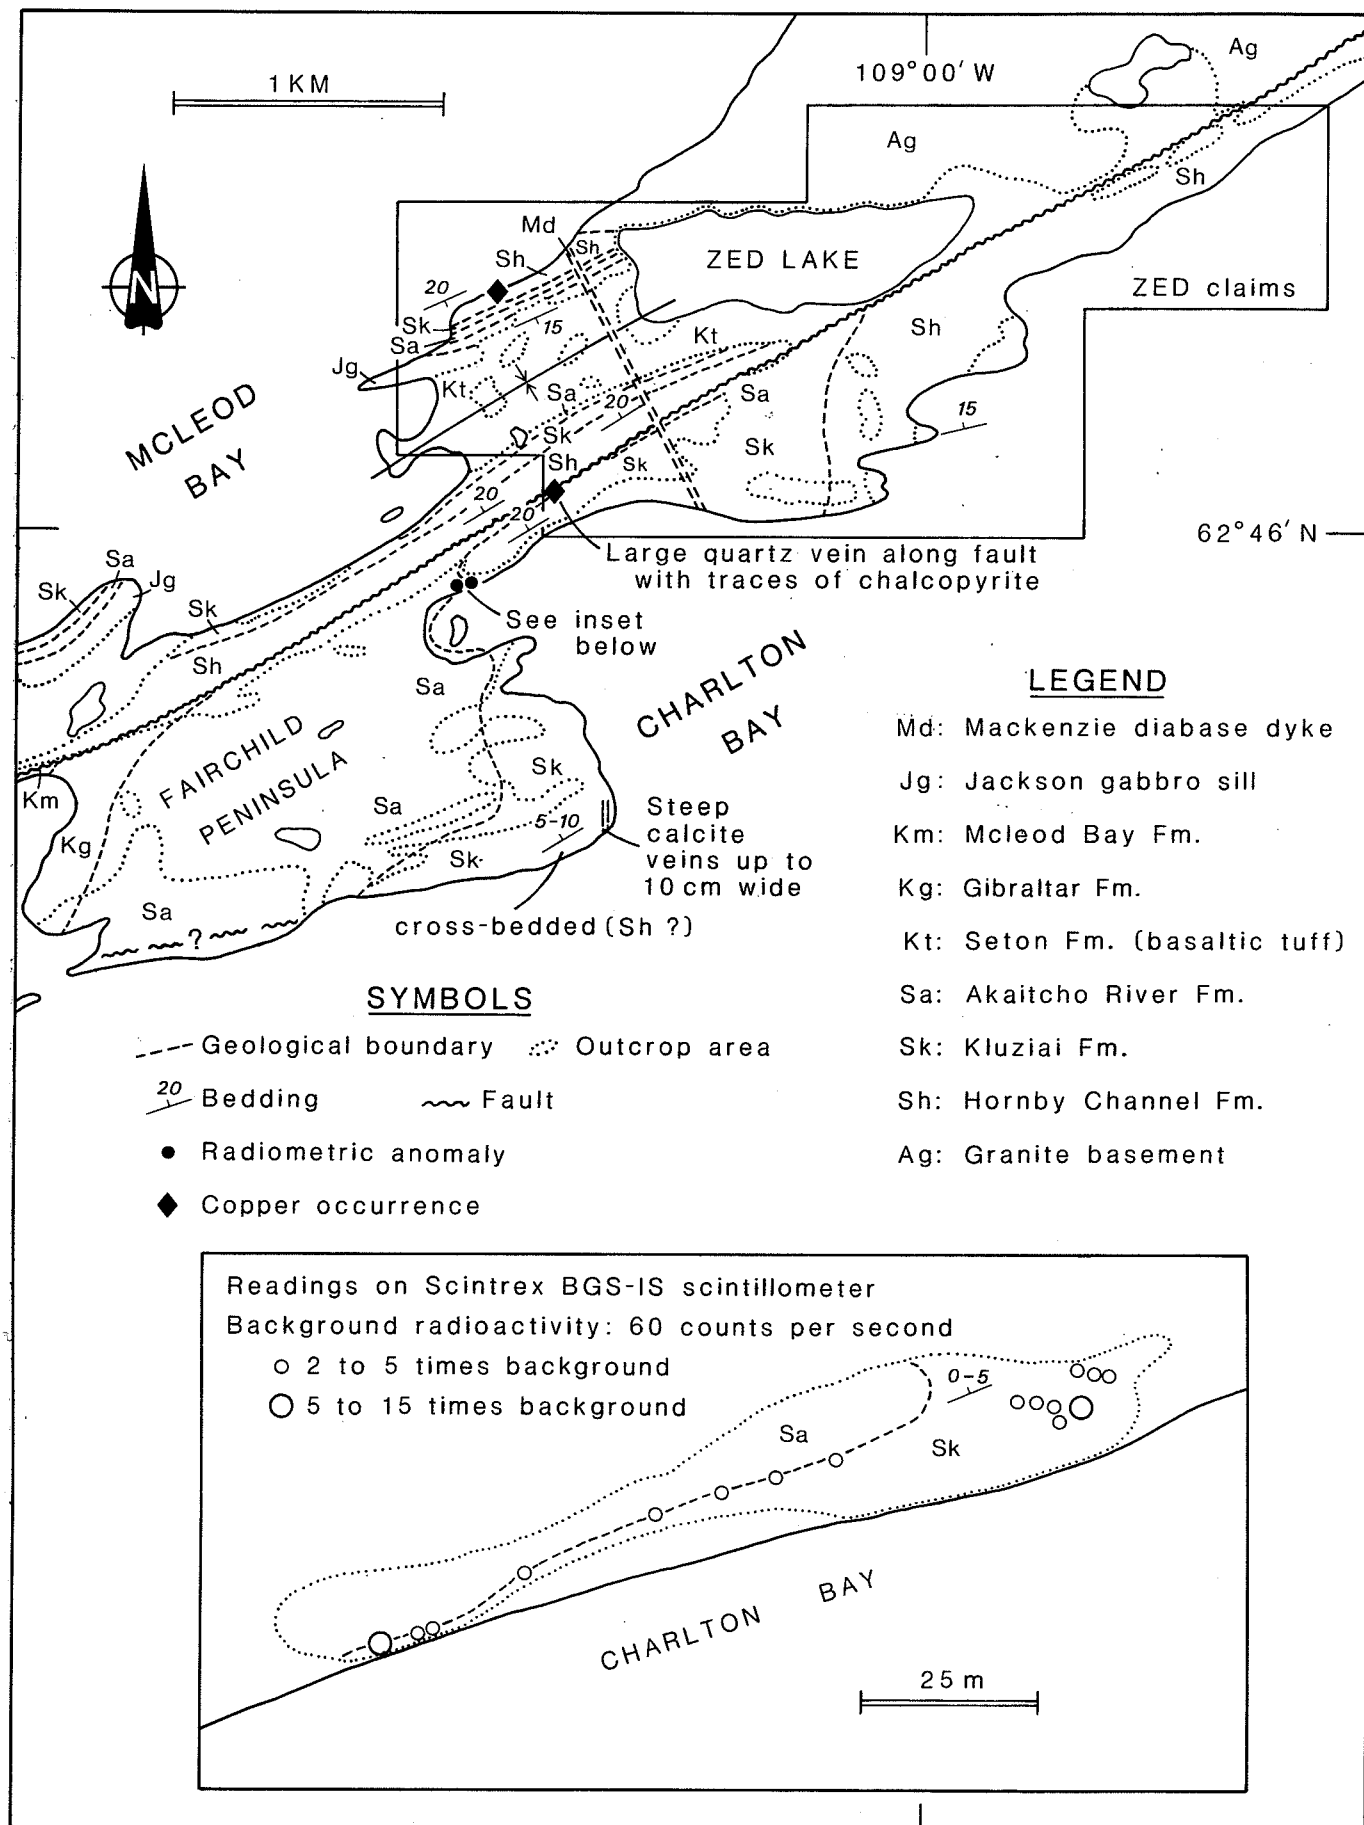 1 KM
109°00' W
Ag
Ag
Sh
Md
Sh
Sh
ZED LAKE
ZED claims
N
20
Sk
15
Sa
Jg
Kt
Kt
Sh
Sa
Sa
20
15
Sk
Sk
Sh
Sk
MCLEOD
BAY
20
20
62°46' N
Large quartz vein along fault
with traces of chalcopyrite
Sa
Jg
Sk
Sk
See inset
below
Sh
Sa
CHARLTON
BAY
FAIRCHILD
PENINSULA
Sk
Km
Sa
5-10
Kg
Sk
Sa
Steep
calcite
veins up to
10 cm wide
?
cross-bedded (Sh ?)
LEGEND
Md: Mackenzie diabase dyke
Jg: Jackson gabbro sill
Km: Mcleod Bay Fm.
Kg: Gibraltar Fm.
Kt: Seton Fm. (basaltic tuff)
Sa: Akaitcho River Fm.
Sk: Kluziai Fm.
Sh: Hornby Channel Fm.
Ag: Granite basement
SYMBOLS
Geological boundary
Outcrop area
20
Bedding
Fault
Radiometric anomaly
Copper occurrence
Readings on Scintrex BGS-IS scintillometer
Background radioactivity: 60 counts per second
2 to 5 times background
5 to 15 times background
0-5
Sa
Sk
CHARLTON BAY
25 m